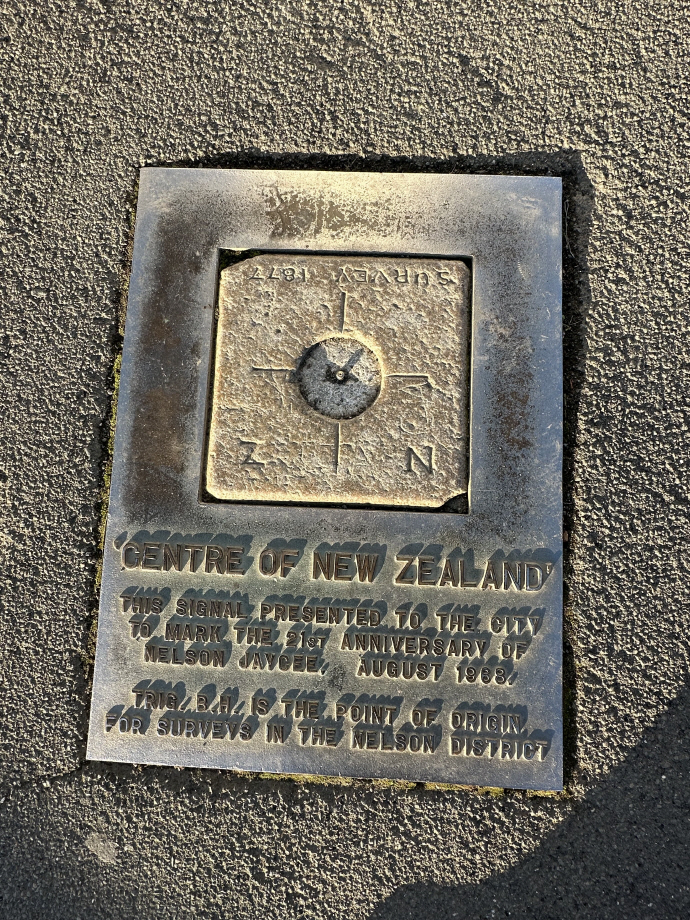 SURVEY 1877
N Z
'CENTRE OF NEW ZEALAND'
THIS SIGNAL PRESENTED TO THE CITY
TO MARK THE 21ST ANNIVERSARY OF
NELSON JAYCEE, AUGUST 1968.
TRIG. B.H. IS THE POINT OF ORIGIN
FOR SURVEYS IN THE NELSON DISTRICT